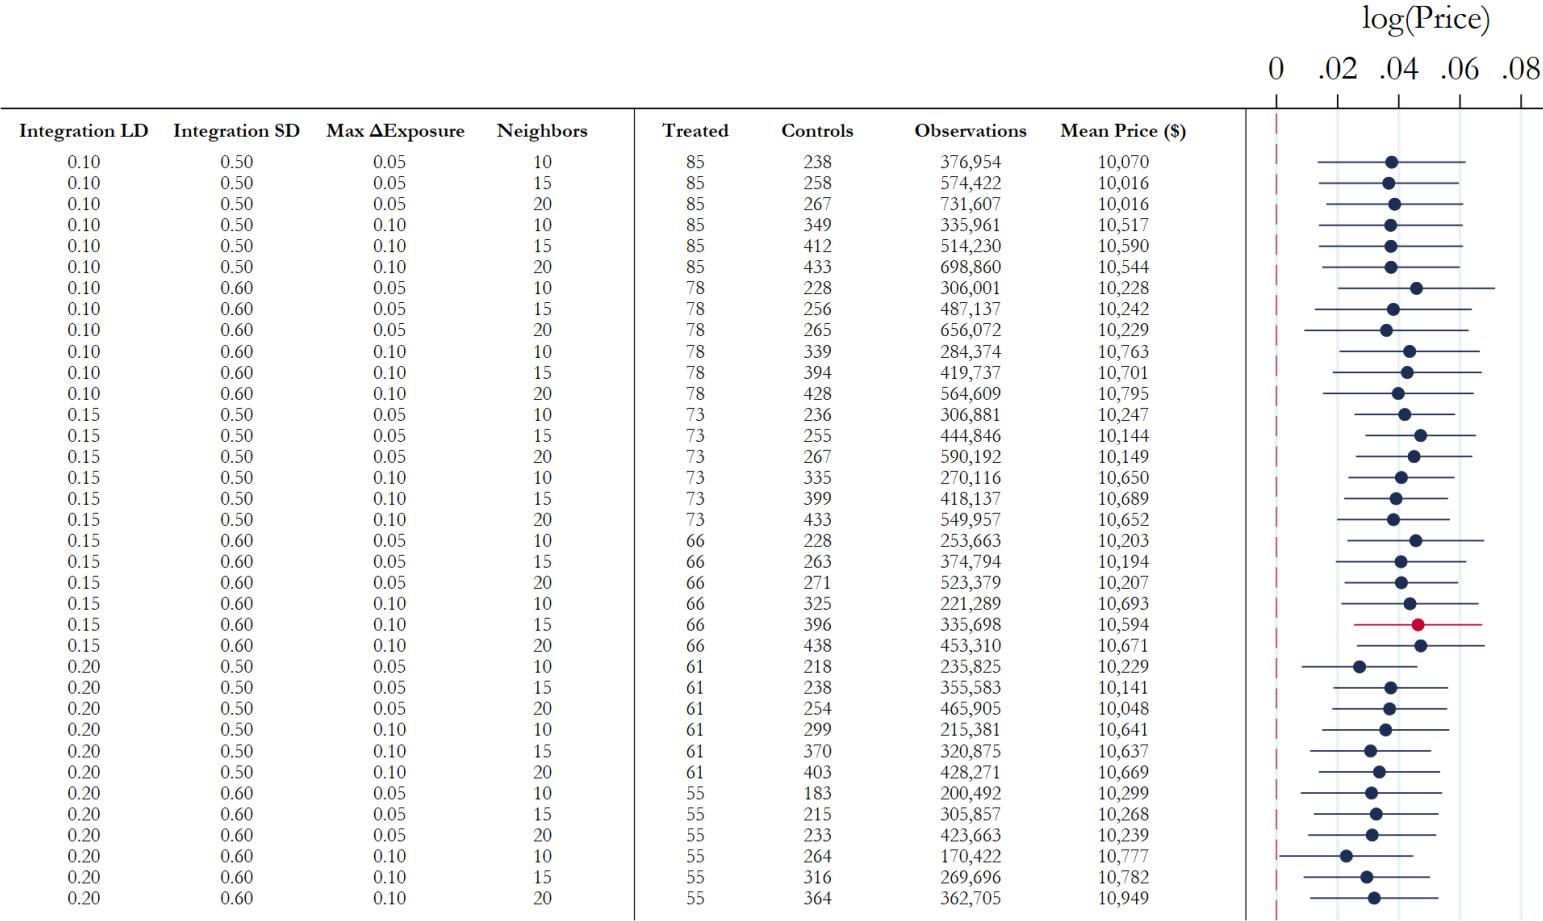 log(Price)
0 .02 .04 .06 .08
Integration LD Integration SD Max ΔExposure Neighbors Treated Controls Observations Mean Price ($)
0.10 0.50 0.05 10 85 238 376,954 10,070
0.10 0.50 0.05 15 85 258 574,422 10,016
0.10 0.50 0.05 20 85 267 731,607 10,016
0.10 0.50 0.10 10 85 349 335,961 10,517
0.10 0.50 0.10 15 85 412 514,230 10,590
0.10 0.50 0.10 20 85 433 698,860 10,544
0.10 0.60 0.05 10 78 228 306,001 10,228
0.10 0.60 0.05 15 78 256 487,137 10,242
0.10 0.60 0.05 20 78 265 656,072 10,229
0.10 0.60 0.10 10 78 339 284,374 10,763
0.10 0.60 0.10 15 78 394 419,737 10,701
0.10 0.60 0.10 20 78 428 564,609 10,795
0.15 0.50 0.05 10 73 236 306,881 10,247
0.15 0.50 0.05 15 73 255 444,846 10,144
0.15 0.50 0.05 20 73 267 590,192 10,149
0.15 0.50 0.10 10 73 335 270,116 10,650
0.15 0.50 0.10 15 73 399 418,137 10,689
0.15 0.50 0.10 20 73 433 549,957 10,652
0.15 0.60 0.05 10 66 228 253,663 10,203
0.15 0.60 0.05 15 66 263 374,794 10,194
0.15 0.60 0.05 20 66 271 523,379 10,207
0.15 0.60 0.10 10 66 325 221,289 10,693
0.15 0.60 0.10 15 66 396 335,698 10,594
0.15 0.60 0.10 20 66 438 453,310 10,671
0.20 0.50 0.05 10 61 218 235,825 10,229
0.20 0.50 0.05 15 61 238 355,583 10,141
0.20 0.50 0.05 20 61 254 465,905 10,048
0.20 0.50 0.10 10 61 299 215,381 10,641
0.20 0.50 0.10 15 61 370 320,875 10,637
0.20 0.50 0.10 20 61 403 428,271 10,669
0.20 0.60 0.05 10 55 183 200,492 10,299
0.20 0.60 0.05 15 55 215 305,857 10,268
0.20 0.60 0.05 20 55 233 423,663 10,239
0.20 0.60 0.10 10 55 264 170,422 10,777
0.20 0.60 0.10 15 55 316 269,696 10,782
0.20 0.60 0.10 20 55 364 362,705 10,949